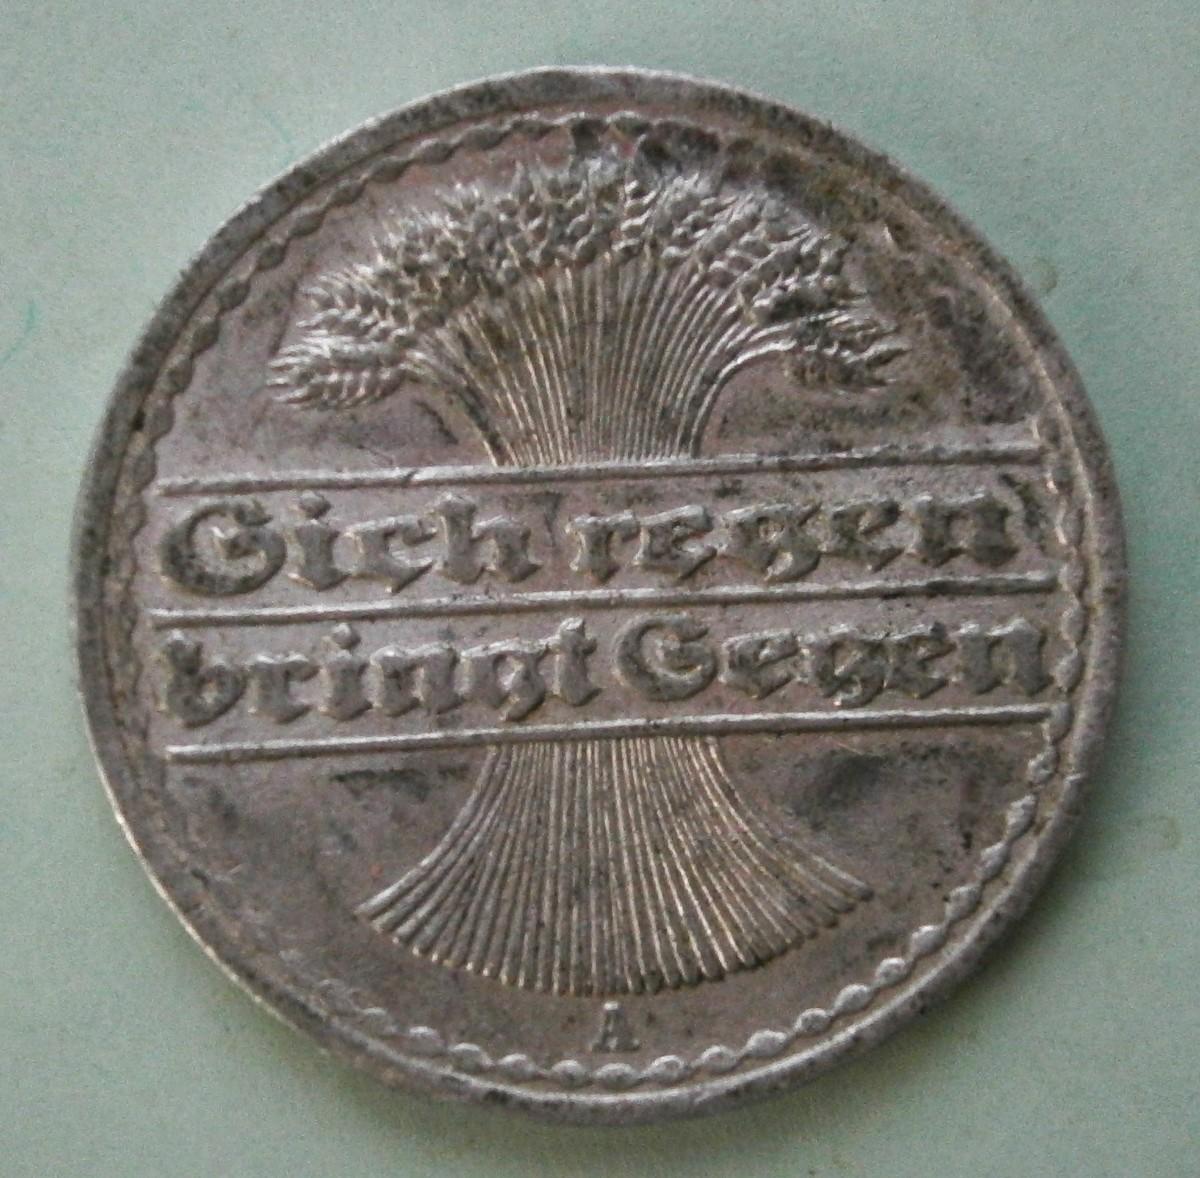 Sich regen
bringt Segen
A